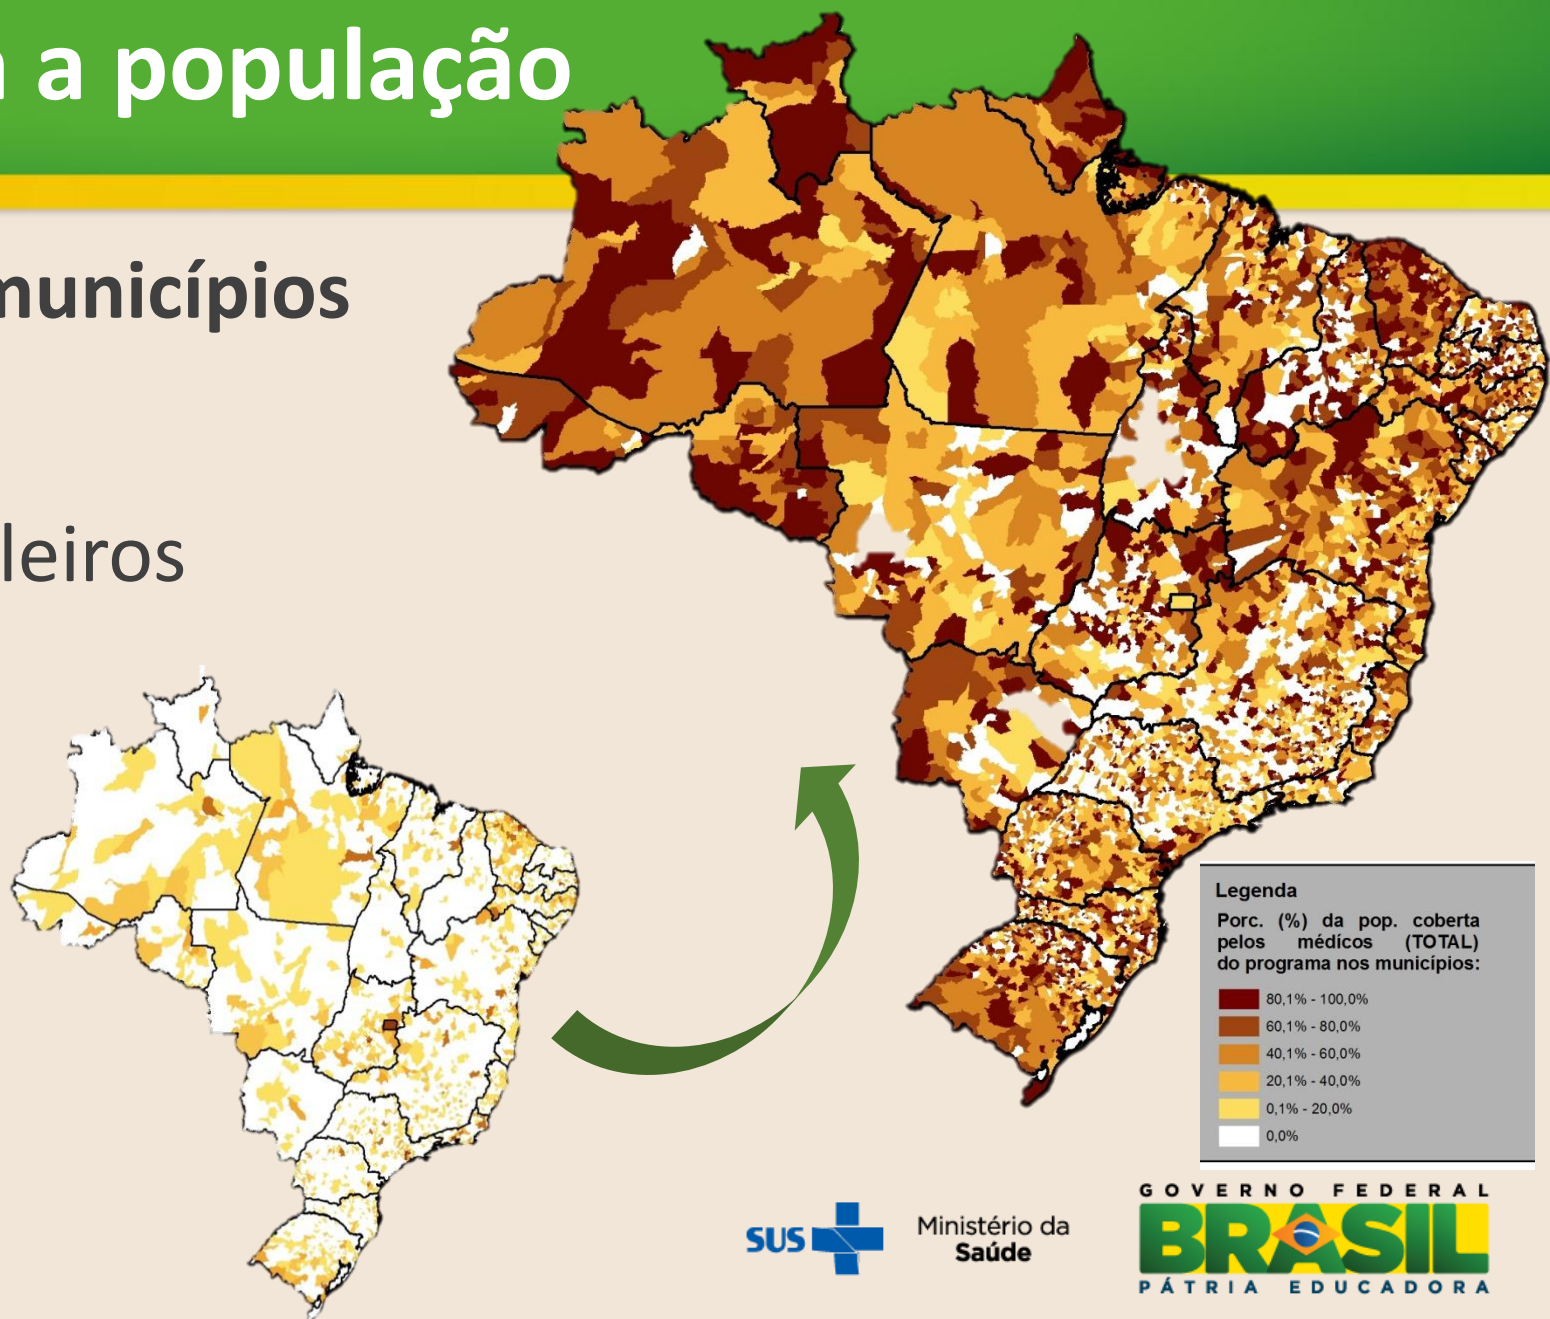 a população
municípios
leiros
Legenda
Porc. (%) da pop. coberta
pelos médicos (TOTAL)
do programa nos municípios:
80,1% - 100,0%
60,1% - 80,0%
40,1% - 60,0%
20,1% - 40,0%
0,1% - 20,0%
0,0%
SUS
Ministério da
Saúde
GOVERNO FEDERAL
BRASIL
PÁTRIA EDUCADORA